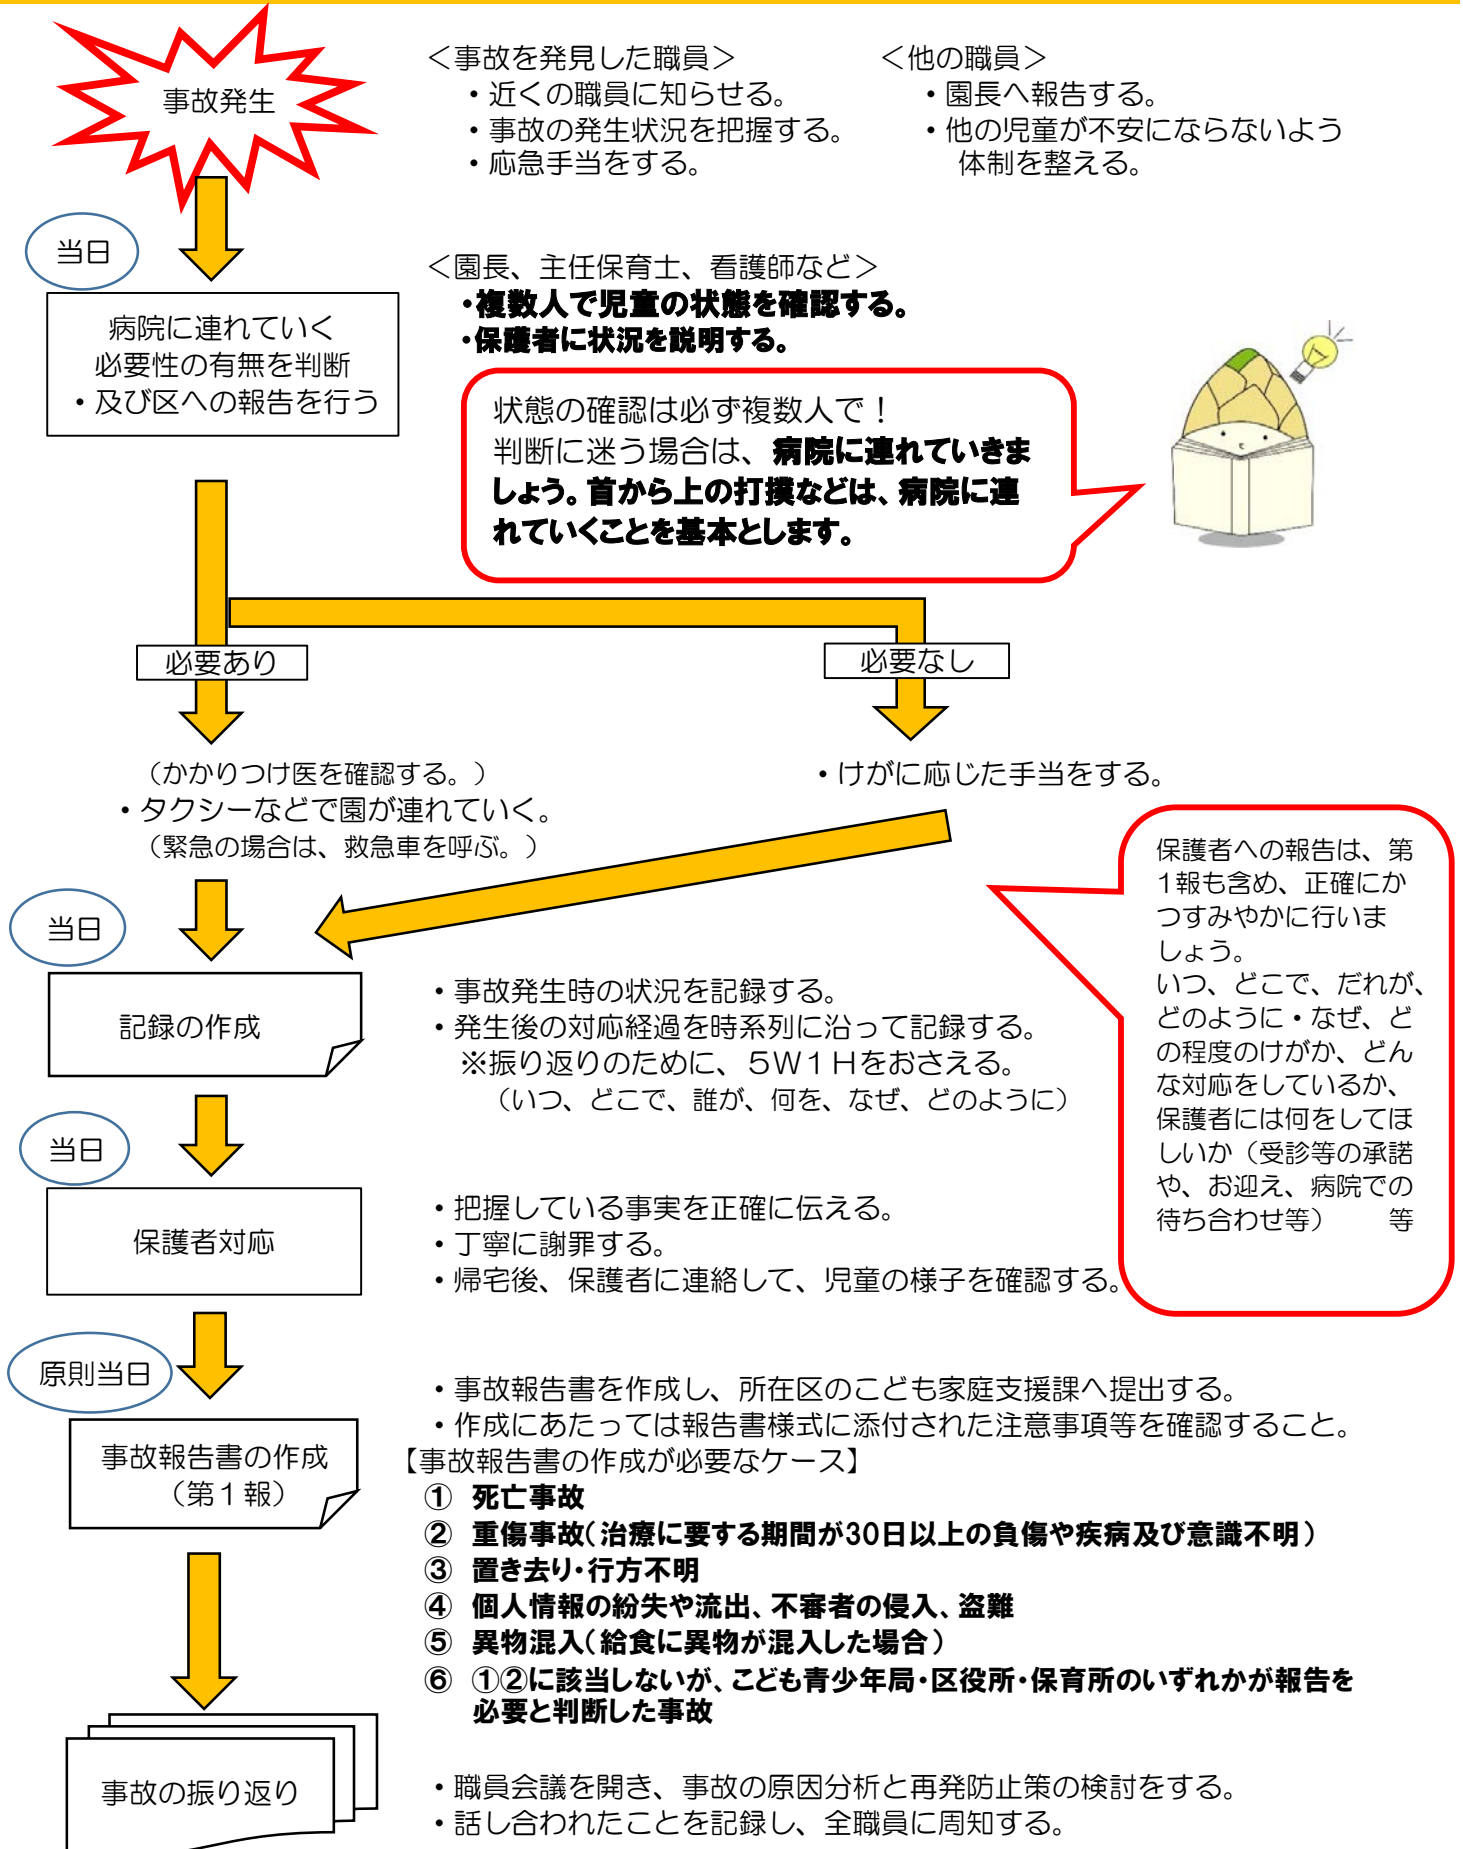 事故発生
＜事故を発見した職員＞
・近くの職員に知らせる。
・事故の発生状況を把握する。
・応急手当をする。
＜他の職員＞
・園長へ報告する。
・他の児童が不安にならないよう
体制を整える。
当日
病院に連れていく
必要性の有無を判断
・及び区への報告を行う
＜園長、主任保育士、看護師など＞
・複数人で児童の状態を確認する。
・保護者に状況を説明する。
状態の確認は必ず複数人で！
判断に迷う場合は、病院に連れていきま
しょう。首から上の打撲などは、病院に連
れていくことを基本とします。
必要あり
必要なし
（かかりつけ医を確認する。）
・タクシーなどで園が連れていく。
（緊急の場合は、救急車を呼ぶ。）
・けがに応じた手当をする。
保護者への報告は、第
1報も含め、正確にか
つすみやかに行いま
しょう。
いつ、どこで、だれが、
どのように・なぜ、ど
の程度のけがか、どん
な対応をしているか、
保護者には何をしてほ
しいか（受診等の承諾
や、お迎え、病院での
待ち合わせ等）　　等
当日
記録の作成
・事故発生時の状況を記録する。
・発生後の対応経過を時系列に沿って記録する。
※振り返りのために、５Ｗ１Ｈをおさえる。
（いつ、どこで、誰が、何を、なぜ、どのように）
当日
保護者対応
・把握している事実を正確に伝える。
・丁寧に謝罪する。
・帰宅後、保護者に連絡して、児童の様子を確認する。
原則当日
事故報告書の作成
（第１報）
・事故報告書を作成し、所在区のこども家庭支援課へ提出する。
・作成にあたっては報告書様式に添付された注意事項等を確認すること。
【事故報告書の作成が必要なケース】
①　死亡事故
②　重傷事故（治療に要する期間が30日以上の負傷や疾病及び意識不明）
③　置き去り・行方不明
④　個人情報の紛失や流出、不審者の侵入、盗難
⑤　異物混入（給食に異物が混入した場合）
⑥　①②に該当しないが、こども青少年局・区役所・保育所のいずれかが報告を
必要と判断した事故
事故の振り返り
・職員会議を開き、事故の原因分析と再発防止策の検討をする。
・話し合われたことを記録し、全職員に周知する。